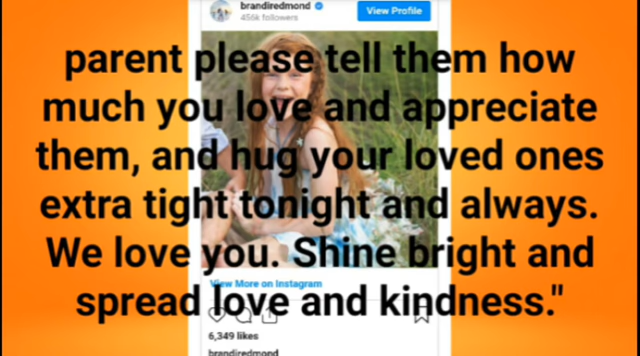 brandiredmond
456k followers
View Profile
parent please tell them how
much you love and appreciate
them, and hug your loved ones
extra tight tonight and always.
We love you. Shine bright and
View More on Instagram
spread love and kindness."
6,349 likes
brandiredmond